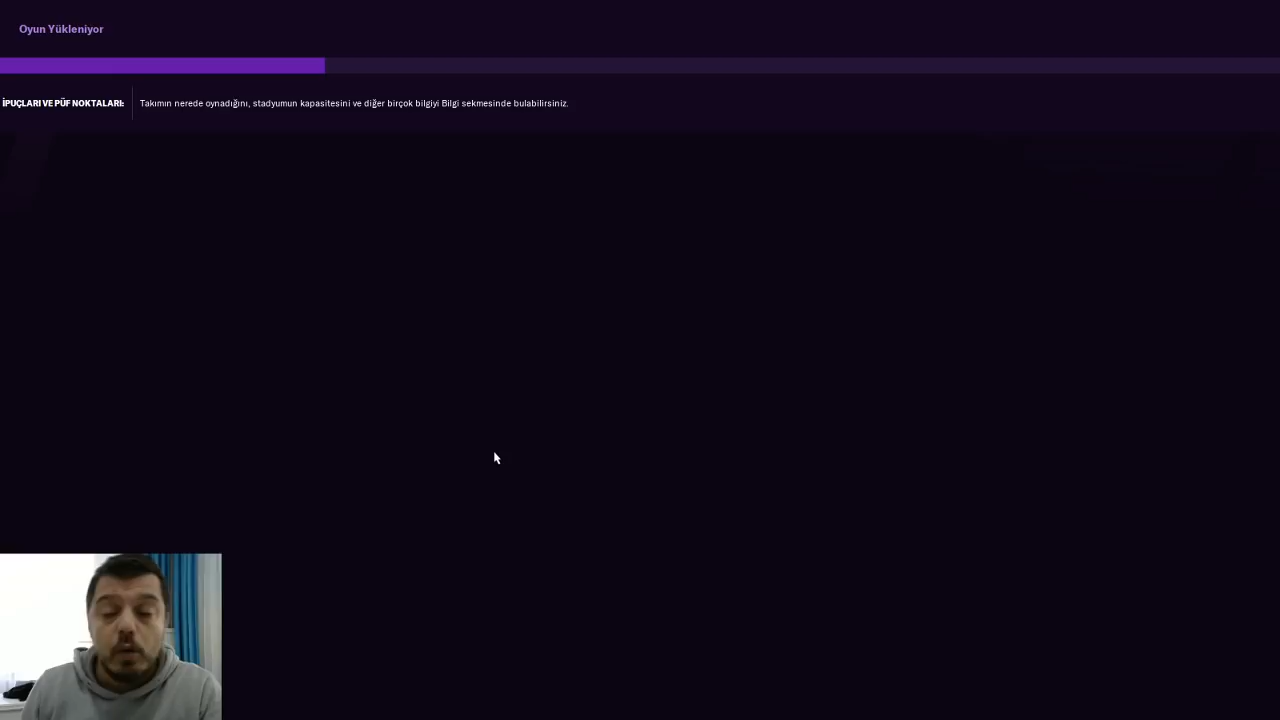 Oyun Yükleniyor
İPUÇLARI VE PÜF NOKTALARI:
Takımın nerede oynadığını, stadyumun kapasitesini ve diğer birçok bilgiyi Bilgi sekmesinde bulabilirsiniz.